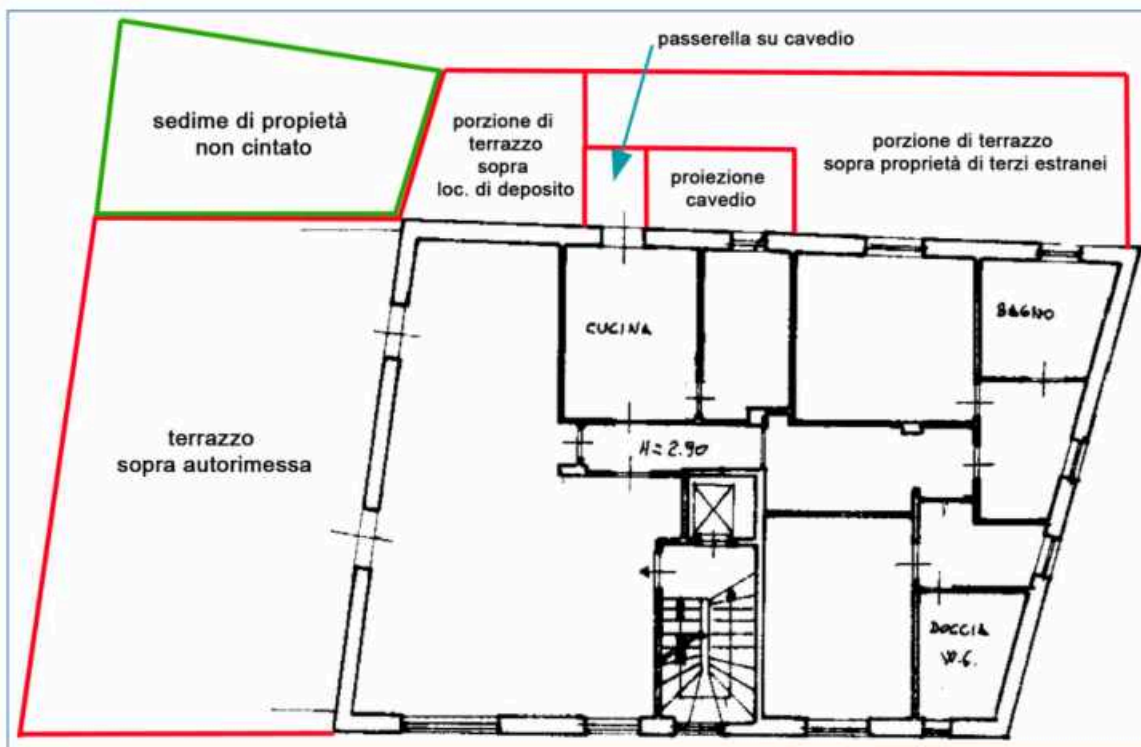 passerella su cavedio
sedime di propietà
non cintato
porzione di
terrazzo
sopra
loc. di deposito
proiezione
cavedio
porzione di terrazzo
sopra proprietà di terzi estranei
CUCINA
BAGNO
terrazzo
sopra autorimessa
H=2.90
DOCCIA
W.C.